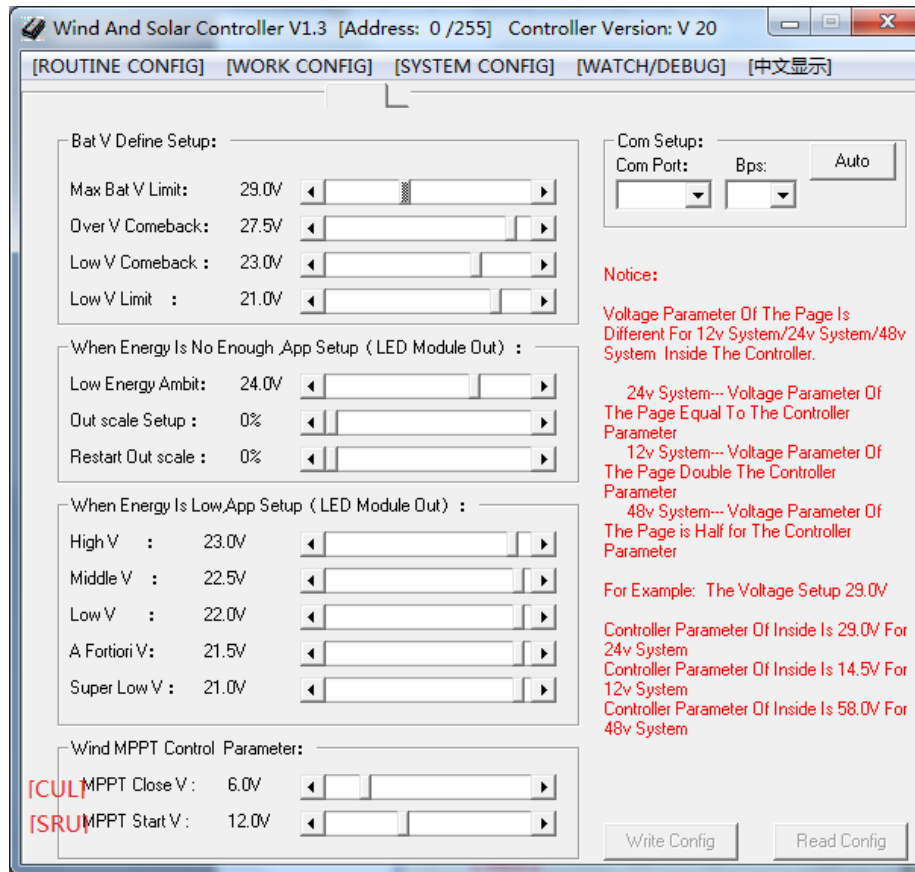 Wind And Solar Controller V1.3 [Address: 0 /255] Controller Version: V 20
[ROUTINE CONFIG] [WORK CONFIG] [SYSTEM CONFIG] [WATCH/DEBUG] [中文显示]
Bat V Define Setup:
Max Bat V Limit: 29.0V
Over V Comeback: 27.5V
Low V Comeback : 23.0V
Low V Limit : 21.0V
When Energy Is No Enough ,App Setup ( LED Module Out ) :
Low Energy Ambit: 24.0V
Out scale Setup : 0%
Restart Out scale : 0%
When Energy Is Low,App Setup ( LED Module Out ) :
High V : 23.0V
Middle V : 22.5V
Low V : 22.0V
A Fortiori V: 21.5V
Super Low V : 21.0V
Wind MPPT Control Parameter:
[CUL] MPPT Close V : 6.0V
[SRU] MPPT Start V : 12.0V
Com Setup:
Com Port: Bps: Auto
Notice:
Voltage Parameter Of The Page Is
Different For 12v System/24v System/48v
System Inside The Controller.
24v System--- Voltage Parameter Of
The Page Equal To The Controller
Parameter
12v System--- Voltage Parameter Of
The Page Double The Controller
Parameter
48v System--- Voltage Parameter Of
The Page is Half for The Controller
Parameter
For Example: The Voltage Setup 29.0V
Controller Parameter Of Inside Is 29.0V For
24v System
Controller Parameter Of Inside Is 14.5V For
12v System
Controller Parameter Of Inside Is 58.0V For
48v System
Write Config Read Config